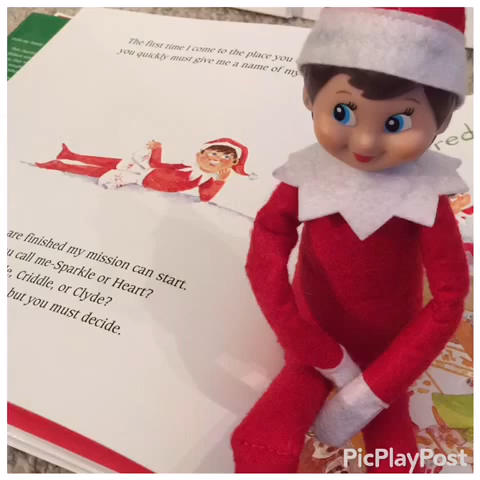 The first time I come to the place you
you quickly must give me a name of my
are finished my mission can start.
call me-Sparkle or Heart?
Criddle, or Clyde?
but you must decide.
red
PicPlayPost